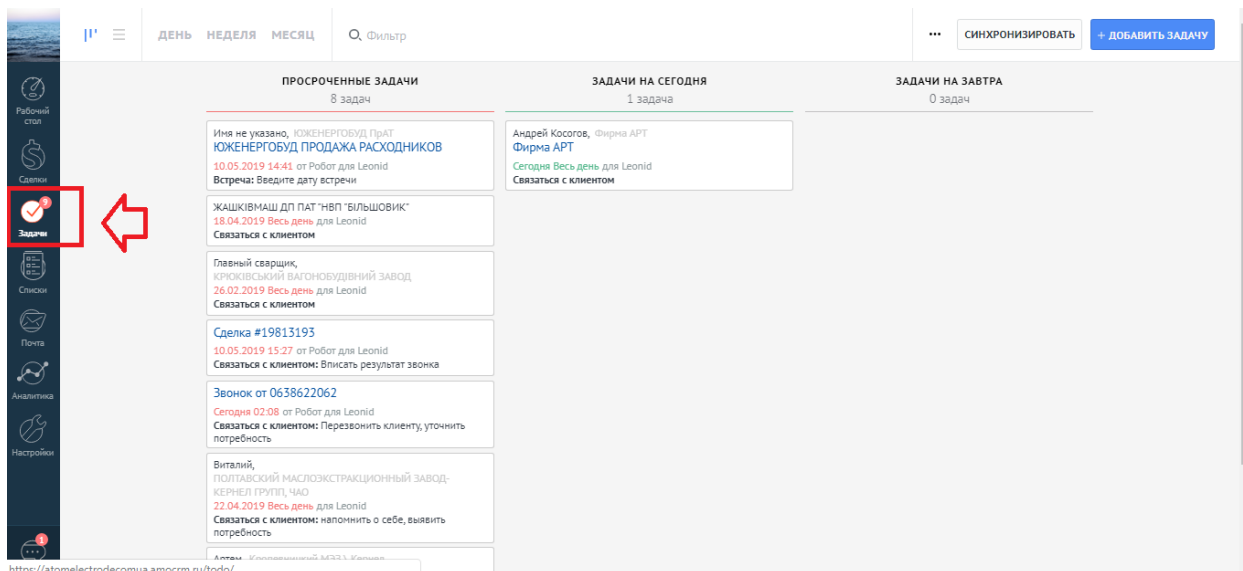 ДЕНЬ НЕДЕЛЯ МЕСЯЦ Фильтр ••• СИНХРОНИЗИРОВАТЬ + ДОБАВИТЬ ЗАДАЧУ
Рабочий
стол
Сделки
9
Задачи
Списки
Почта
Аналитика
Настройки
1
ПРОСРОЧЕННЫЕ ЗАДАЧИ
8 задач
Имя не указано, ЮЖЕНЕРГОБУД ПрАТ
ЮЖЕНЕРГОБУД ПРОДАЖА РАСХОДНИКОВ
10.05.2019 14:41 от Робот для Leonid
Встреча: Введите дату встречи
ЖАШКІВМАШ ДП ПАТ "НВП "БІЛЬШОВИК"
18.04.2019 Весь день для Leonid
Связаться с клиентом
Главный сварщик,
КРЮКІВСЬКИЙ ВАГОНОБУДІВНИЙ ЗАВОД
26.02.2019 Весь день для Leonid
Связаться с клиентом
Сделка #19813193
10.05.2019 15:27 от Робот для Leonid
Связаться с клиентом: Вписать результат звонка
Звонок от 0638622062
Сегодня 02:08 от Робот для Leonid
Связаться с клиентом: Перезвонить клиенту, уточнить
потребность
Виталий,
ПОЛТАВСКИЙ МАСЛОЭКСТРАКЦИОННЫЙ ЗАВОД-
КЕРНЕЛ ГРУПП, ЧАО
22.04.2019 Весь день для Leonid
Связаться с клиентом: напомнить о себе, выявить
потребность
ЗАДАЧИ НА СЕГОДНЯ
1 задача
Андрей Косогов, Фирма АРТ
Фирма АРТ
Сегодня Весь день для Leonid
Связаться с клиентом
ЗАДАЧИ НА ЗАВТРА
0 задач
https://atomelectrodecomua.amocrm.ru/todo/